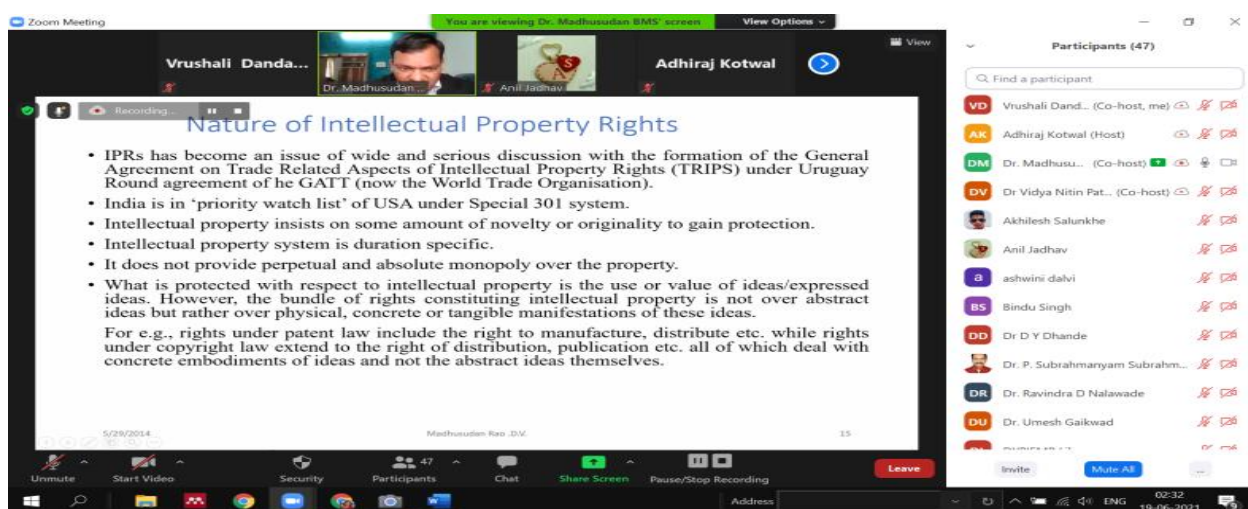 Zoom Meeting
You are viewing Dr. Madhusudan BMS' screen
View Options
View
Vrushali Danda...
Dr. Madhusudan...
Anil Jadhav
Adhiraj Kotwal
Recording...
Nature of Intellectual Property Rights
• IPRs has become an issue of wide and serious discussion with the formation of the General
Agreement on Trade Related Aspects of Intellectual Property Rights (TRIPS) under Uruguay
Round agreement of he GATT (now the World Trade Organisation).
• India is in ‘priority watch list’ of USA under Special 301 system.
• Intellectual property insists on some amount of novelty or originality to gain protection.
• Intellectual property system is duration specific.
• It does not provide perpetual and absolute monopoly over the property.
• What is protected with respect to intellectual property is the use or value of ideas/expressed
ideas. However, the bundle of rights constituting intellectual property is not over abstract
ideas but rather over physical, concrete or tangible manifestations of these ideas.
For e.g., rights under patent law include the right to manufacture, distribute etc. while rights
under copyright law extend to the right of distribution, publication etc. all of which deal with
concrete embodiments of ideas and not the abstract ideas themselves.
5/29/2014
Madhusudan Rao .D.V.
15
Participants (47)
Find a participant
VD Vrushali Dand... (Co-host, me)
AK Adhiraj Kotwal (Host)
DM Dr. Madhusu... (Co-host)
DV Dr Vidya Nitin Pat... (Co-host)
Akhilesh Salunkhe
Anil Jadhav
a ashwini dalvi
BS Bindu Singh
DD Dr D Y Dhande
Dr. P. Subrahmanyam Subrahm...
DR Dr. Ravindra D Nalawade
DU Dr. Umesh Gaikwad
Invite
Mute All
...
Unmute
Start Video
Security
47
Participants
Chat
Share Screen
Pause/Stop Recording
Leave
Address
ENG
02:32
19-06-2021